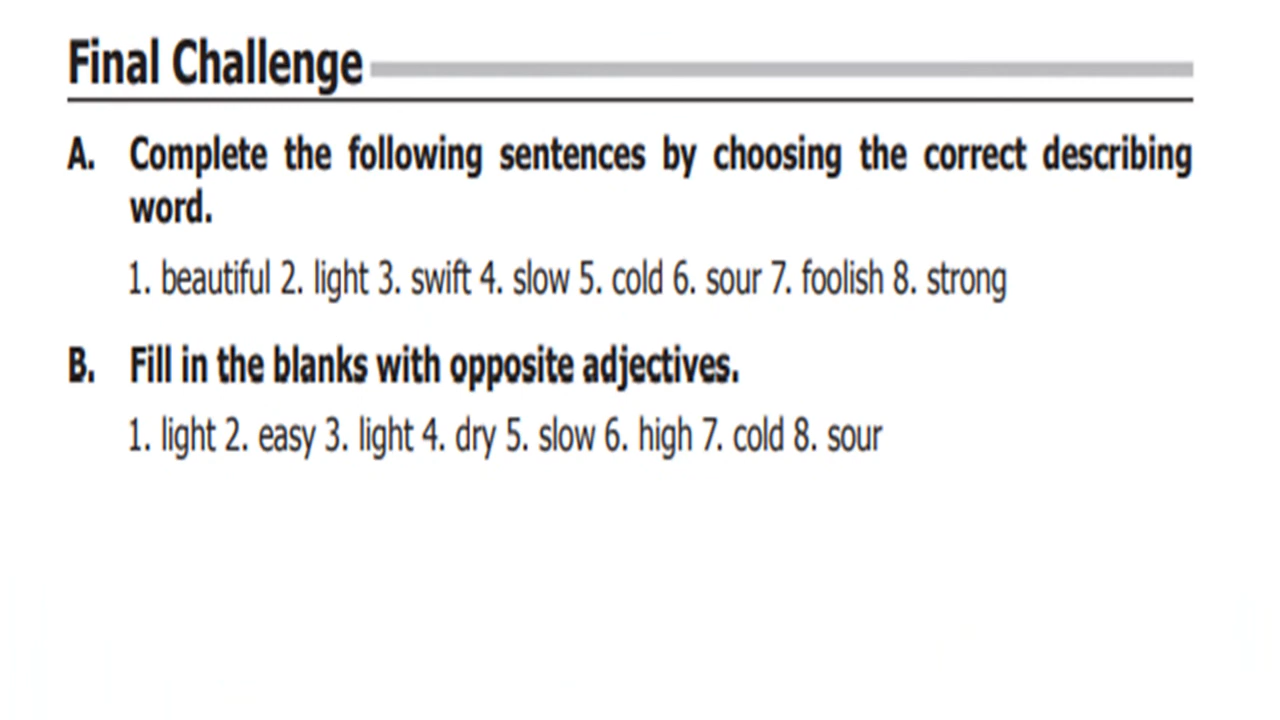 Final Challenge
A. Complete the following sentences by choosing the correct describing
word.
1. beautiful 2. light 3. swift 4. slow 5. cold 6. sour 7. foolish 8. strong
B. Fill in the blanks with opposite adjectives.
1. light 2. easy 3. light 4. dry 5. slow 6. high 7. cold 8. sour